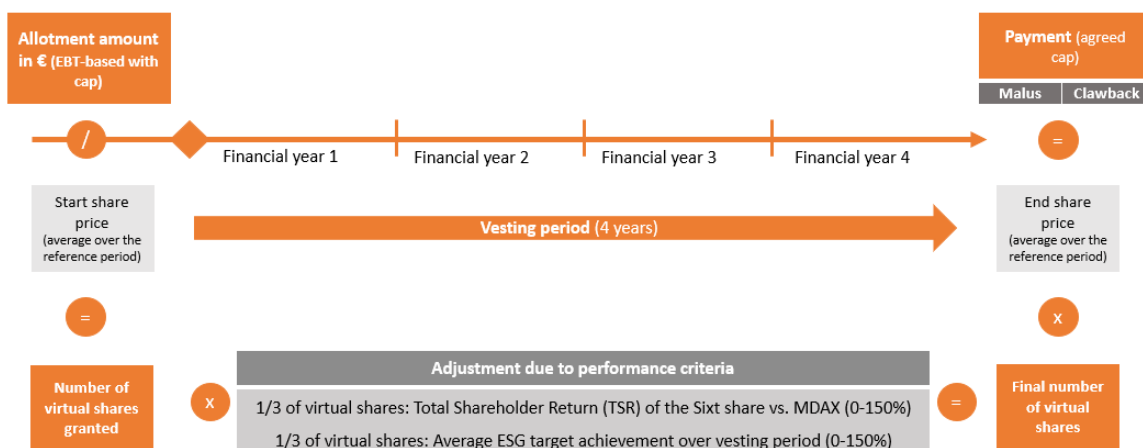 Allotment amount
in € (EBT-based with
cap)
Payment (agreed
cap)
Malus
Clawback
/
=
Financial year 1
Financial year 2
Financial year 3
Financial year 4
Start share
price
(average over the
reference period)
Vesting period (4 years)
End share
price
(average over the
reference period)
=
x
Number of
virtual shares
granted
x
Adjustment due to performance criteria
1/3 of virtual shares: Total Shareholder Return (TSR) of the Sixt share vs. MDAX (0-150%)
1/3 of virtual shares: Average ESG target achievement over vesting period (0-150%)
=
Final number
of virtual
shares